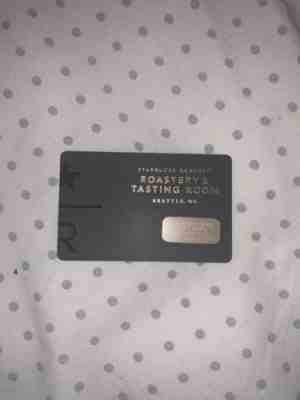 STARBUCKS RESERVE
ROASTERY &
TASTING ROOM
SEATTLE, WA
R